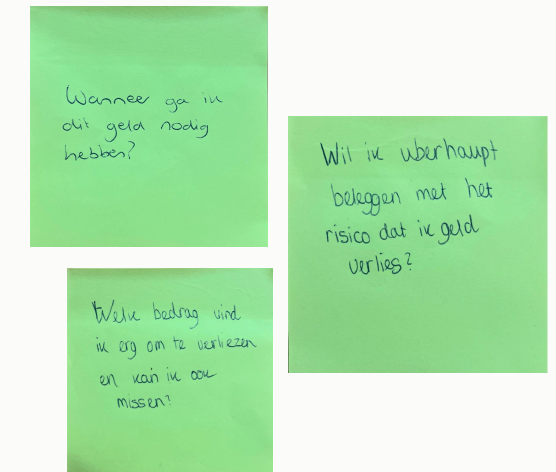 Wanneer ga ik
dit geld nodig
hebben?
Wil ik uberhaupt
beleggen met het
risico dat ik geld
verlies?
Welk bedrag vind
ik erg om te verliezen
en kan ik ook
missen?